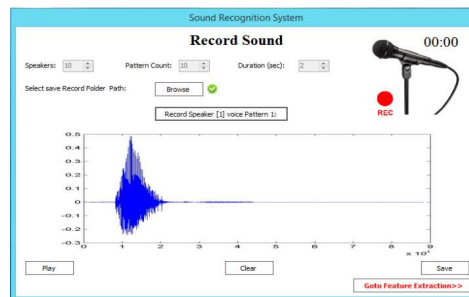 Sound Recognition System
Record Sound
00:00
Speakers: 10 Pattern Count: 10 Duration (sec): 2
Select save Record Folder Path: Browse
REC
Record Speaker [1] voice Pattern 1:
0.5
0.4
0.3
0.2
0.1
0
-0.1
-0.2
-0.3
0 1 2 3 4 5 6 7 8 9
× 10⁴
Play Clear Save
Goto Feature Extraction>>